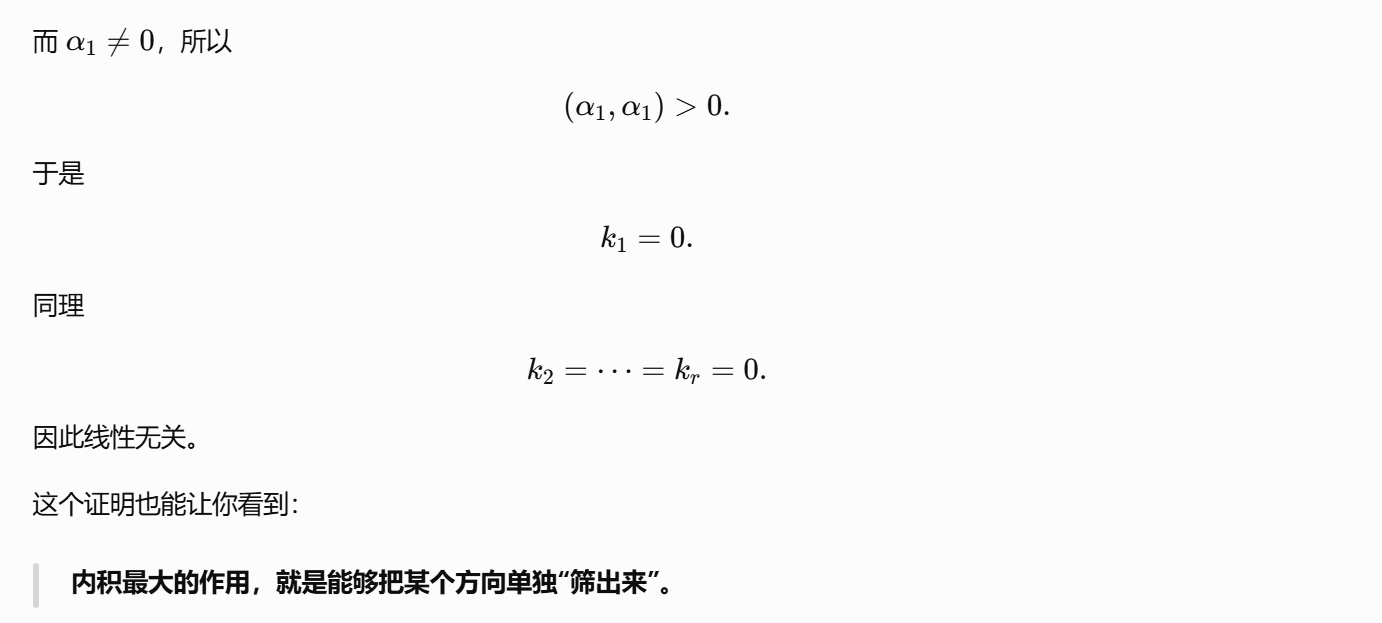 而 α₁ ≠ 0，所以
(α₁, α₁) > 0.
于是
k₁ = 0.
同理
k₂ = ⋯ = kᵣ = 0.
因此线性无关。
这个证明也能让你看到：
内积最大的作用，就是能够把某个方向单独“筛出来”。